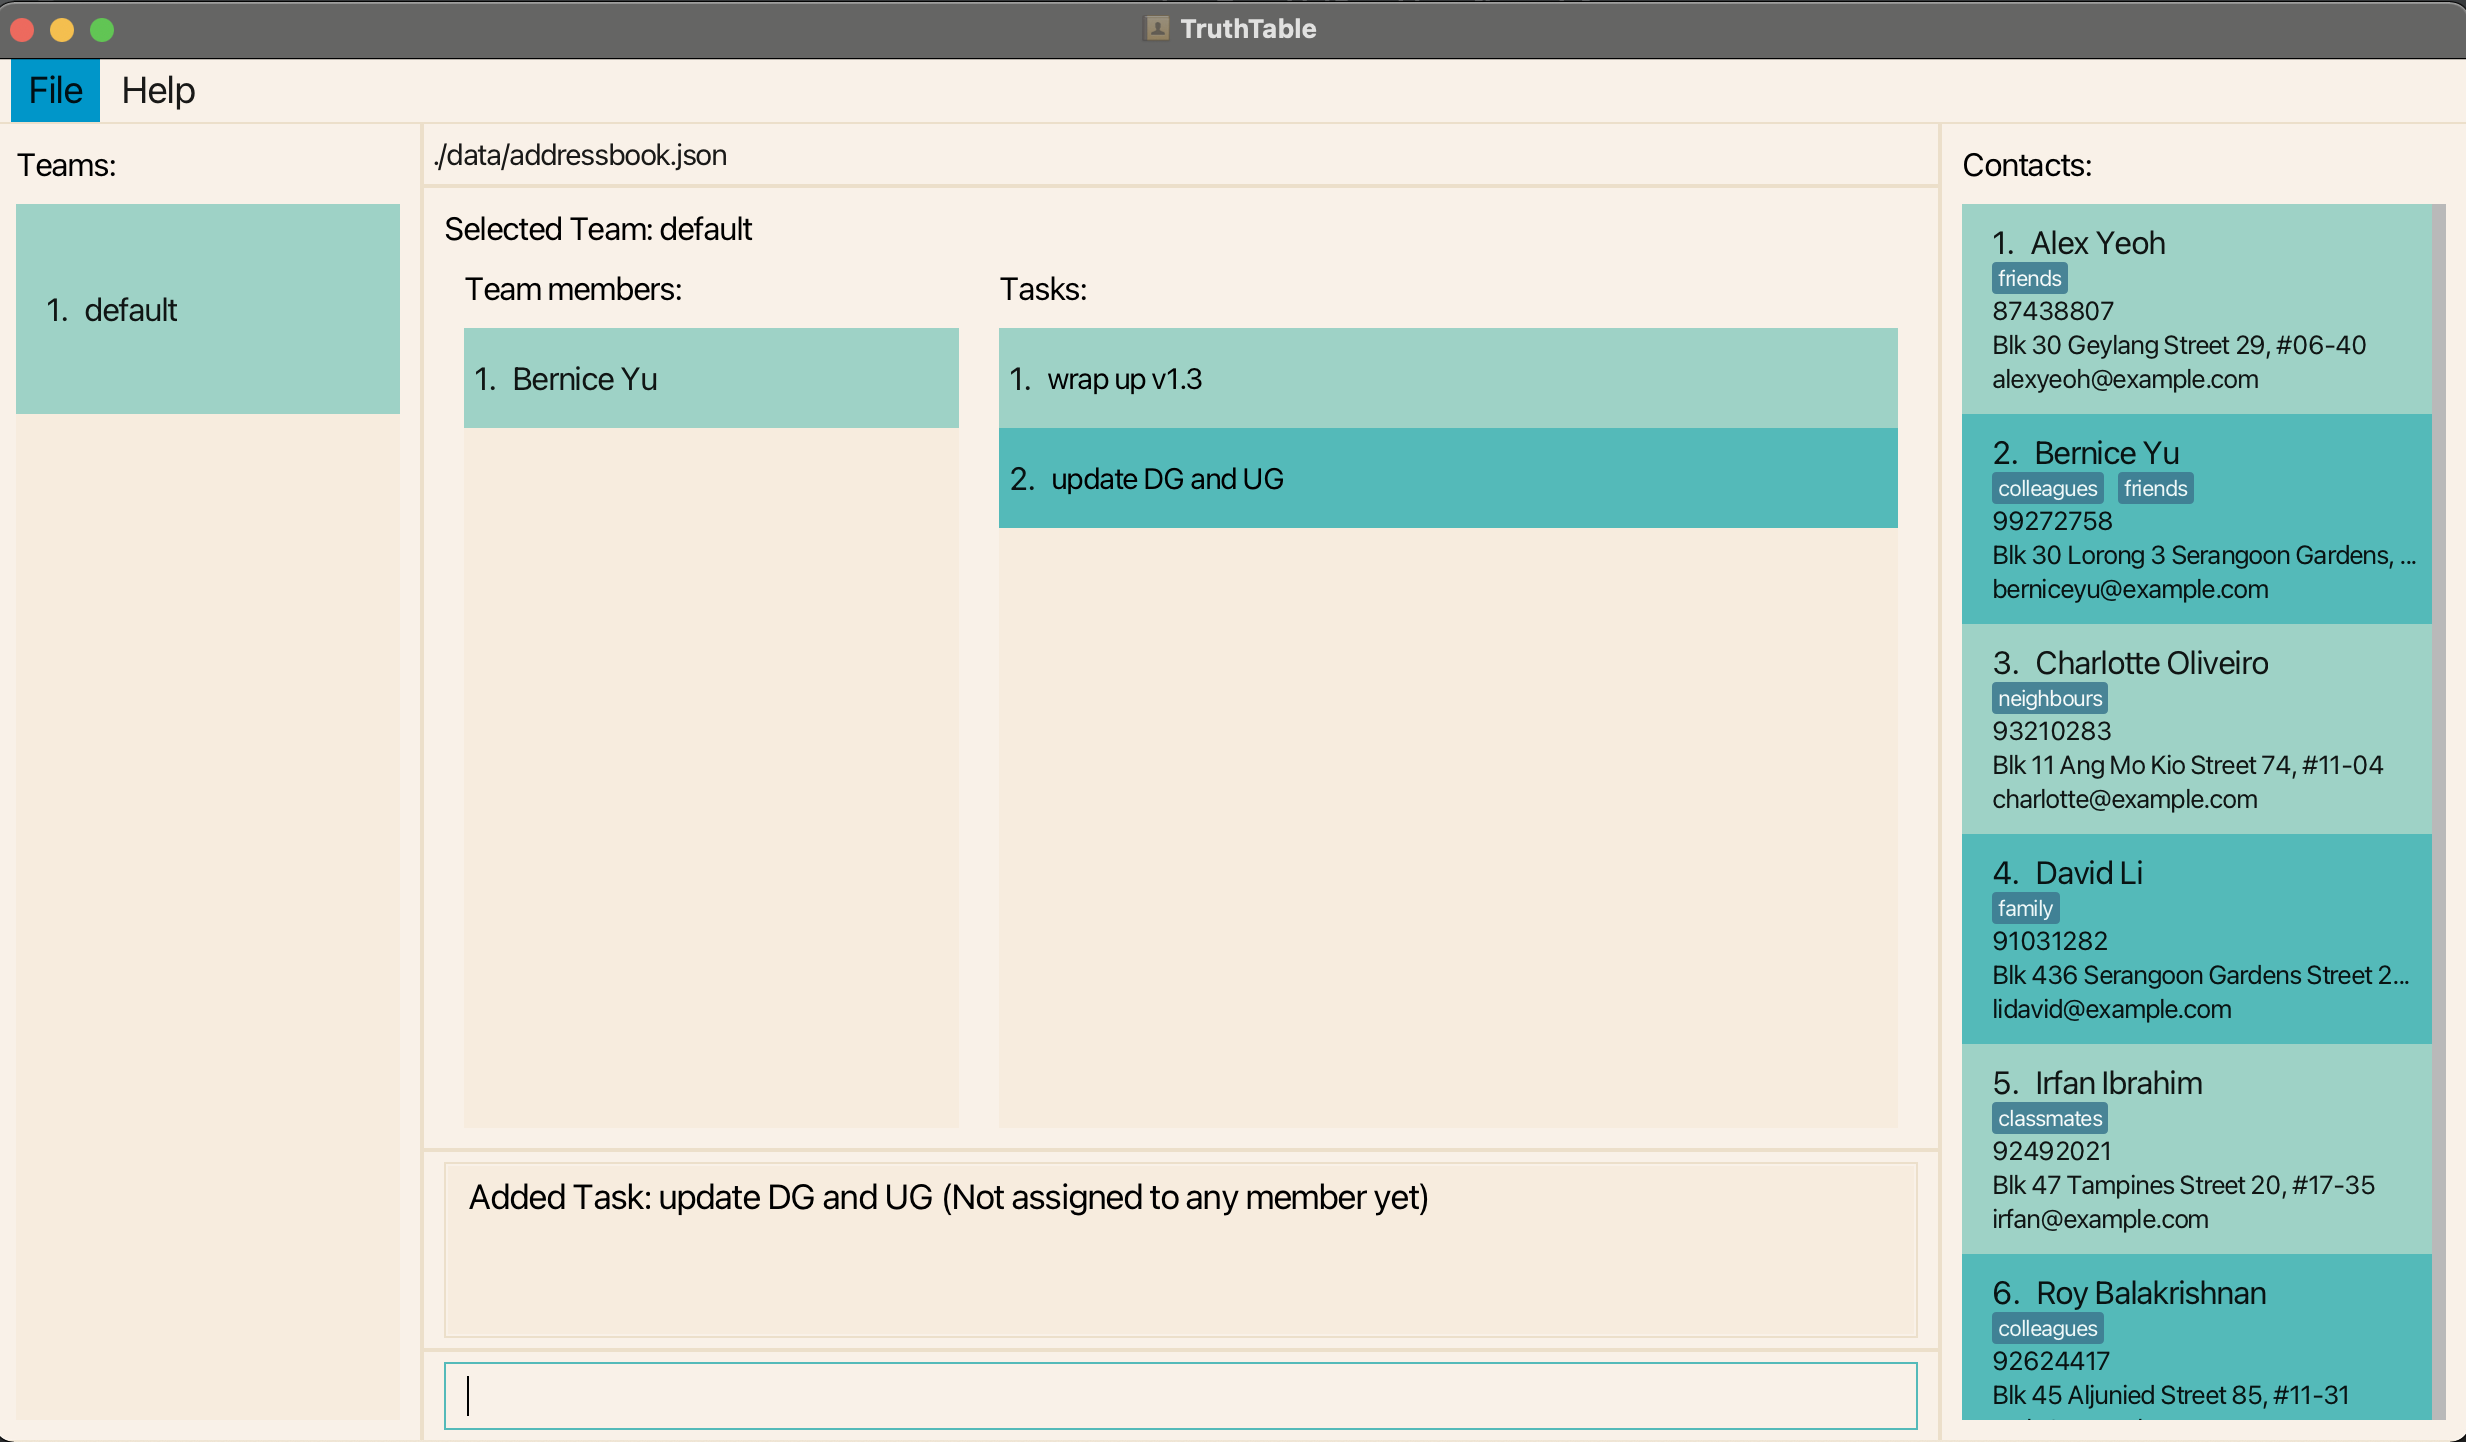 TruthTable
File Help
Teams:
1. default
./data/addressbook.json
Selected Team: default
Team members:
1. Bernice Yu
Tasks:
1. wrap up v1.3
2. update DG and UG
Added Task: update DG and UG (Not assigned to any member yet)
Contacts:
1. Alex Yeoh
friends
87438807
Blk 30 Geylang Street 29, #06-40
alexyeoh@example.com
2. Bernice Yu
colleagues friends
99272758
Blk 30 Lorong 3 Serangoon Gardens, ...
berniceyu@example.com
3. Charlotte Oliveiro
neighbours
93210283
Blk 11 Ang Mo Kio Street 74, #11-04
charlotte@example.com
4. David Li
family
91031282
Blk 436 Serangoon Gardens Street 2...
lidavid@example.com
5. Irfan Ibrahim
classmates
92492021
Blk 47 Tampines Street 20, #17-35
irfan@example.com
6. Roy Balakrishnan
colleagues
92624417
Blk 45 Aljunied Street 85, #11-31